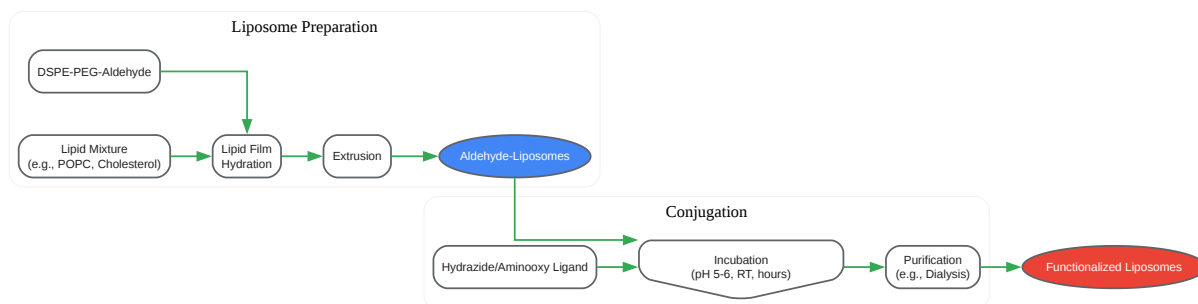 Liposome Preparation
DSPE-PEG-Aldehyde
Lipid Mixture
(e.g., POPC, Cholesterol)
Lipid Film
Hydration
Extrusion
Aldehyde-Liposomes
Conjugation
Hydrazide/Aminooxy Ligand
Incubation
(pH 5-6, RT, hours)
Purification
(e.g., Dialysis)
Functionalized Liposomes